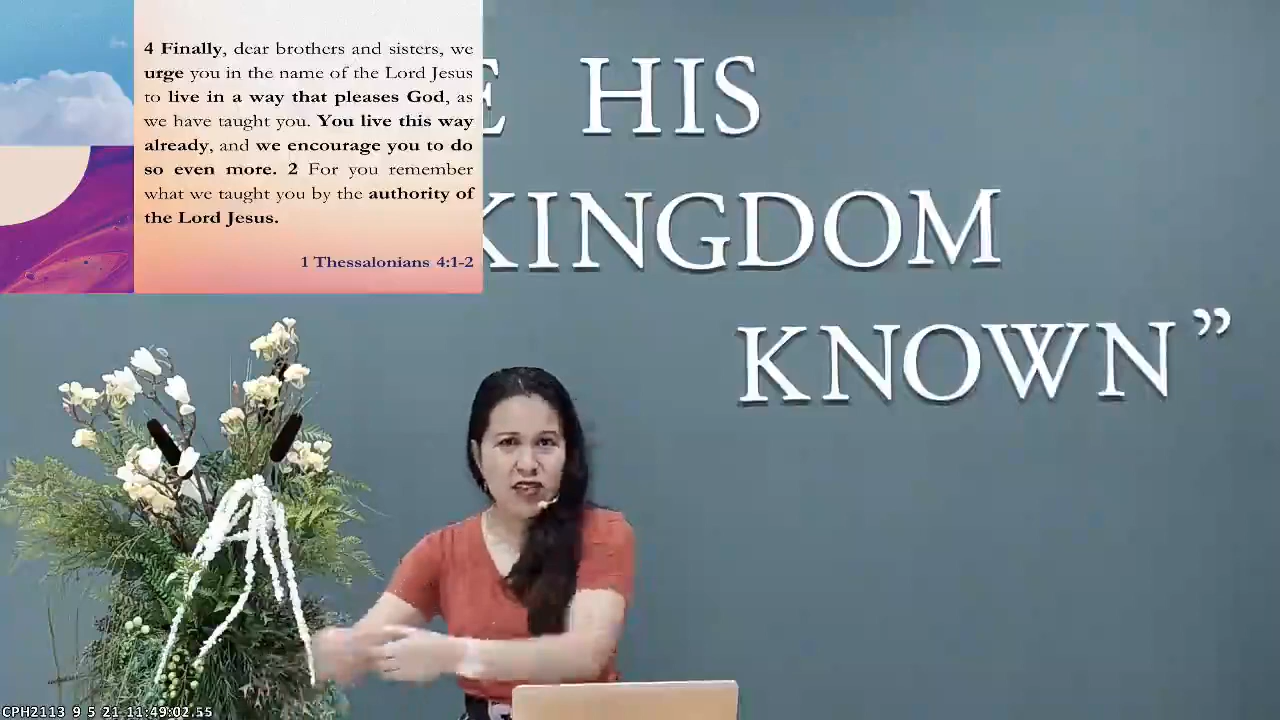 4 Finally, dear brothers and sisters, we
urge you in the name of the Lord Jesus
to live in a way that pleases God, as
we have taught you. You live this way
already, and we encourage you to do
so even more. 2 For you remember
what we taught you by the authority of
the Lord Jesus.
1 Thessalonians 4:1-2
E HIS
KINGDOM
KNOWN”
CPH2113 9 5 21 11:49:02.55